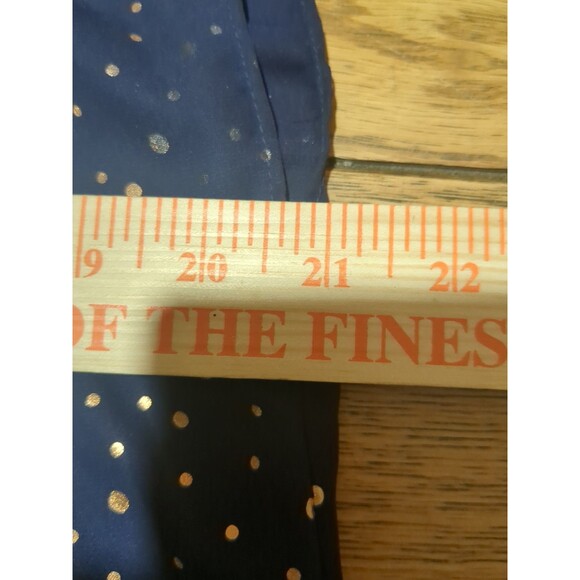 9 20 21 22
OF THE FINES